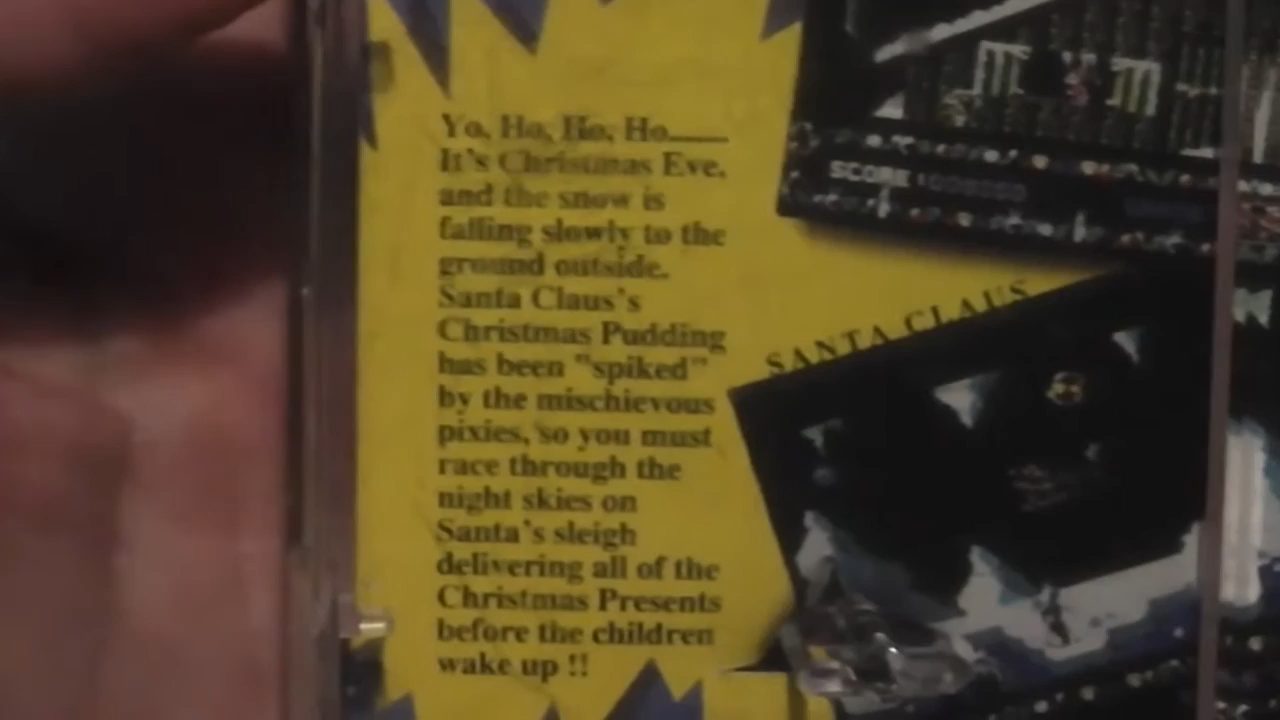 Yo, Ho, Ho, Ho.......
It's Christmas Eve,
and the snow is
falling slowly to the
ground outside.
Santa Claus's
Christmas Pudding
has been "spiked"
by the mischievous
pixies, so you must
race through the
night skies on
Santa's sleigh
delivering all of the
Christmas Presents
before the children
wake up !!
SCORE
SANTA CLAUS